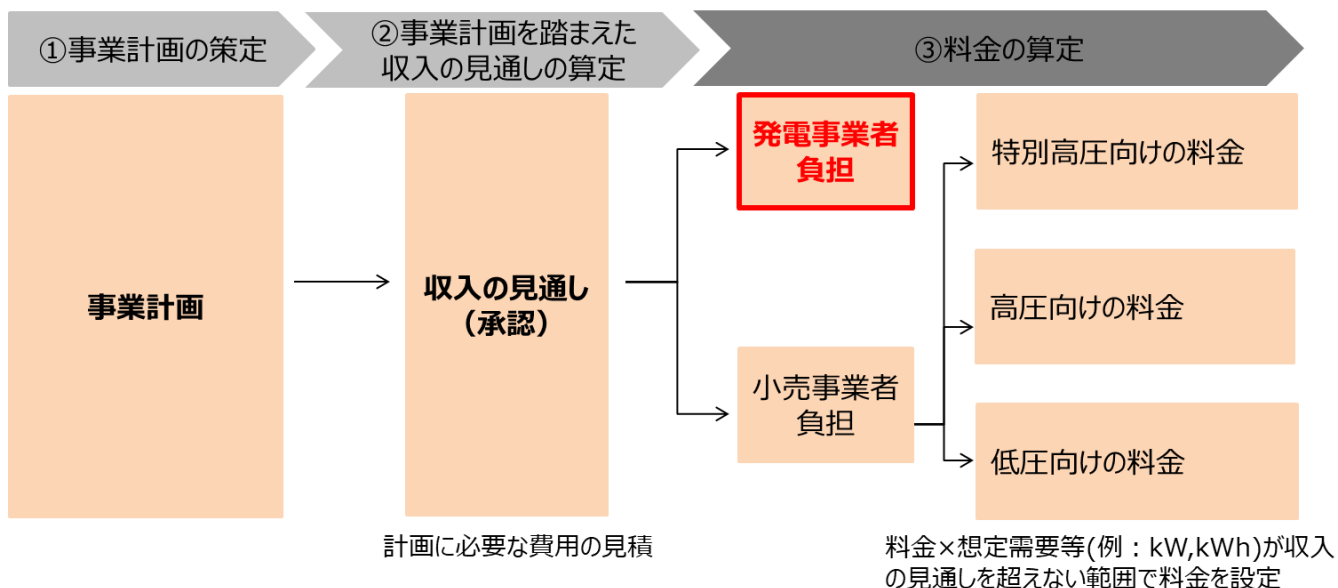 ①事業計画の策定
②事業計画を踏まえた
収入の見通しの算定
③料金の算定
事業計画
収入の見通し
（承認）
発電事業者
負担
小売事業者
負担
特別高圧向けの料金
高圧向けの料金
低圧向けの料金
計画に必要な費用の見積
料金×想定需要等(例：kW,kWh)が収入
の見通しを超えない範囲で料金を設定